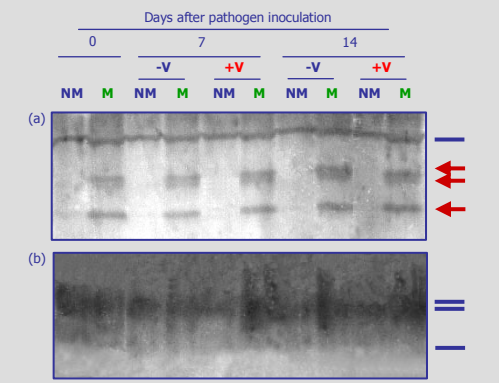 Days after pathogen inoculation
0 7 14
-V +V -V +V
NM M NM M NM M NM M NM M
(a)
(b)